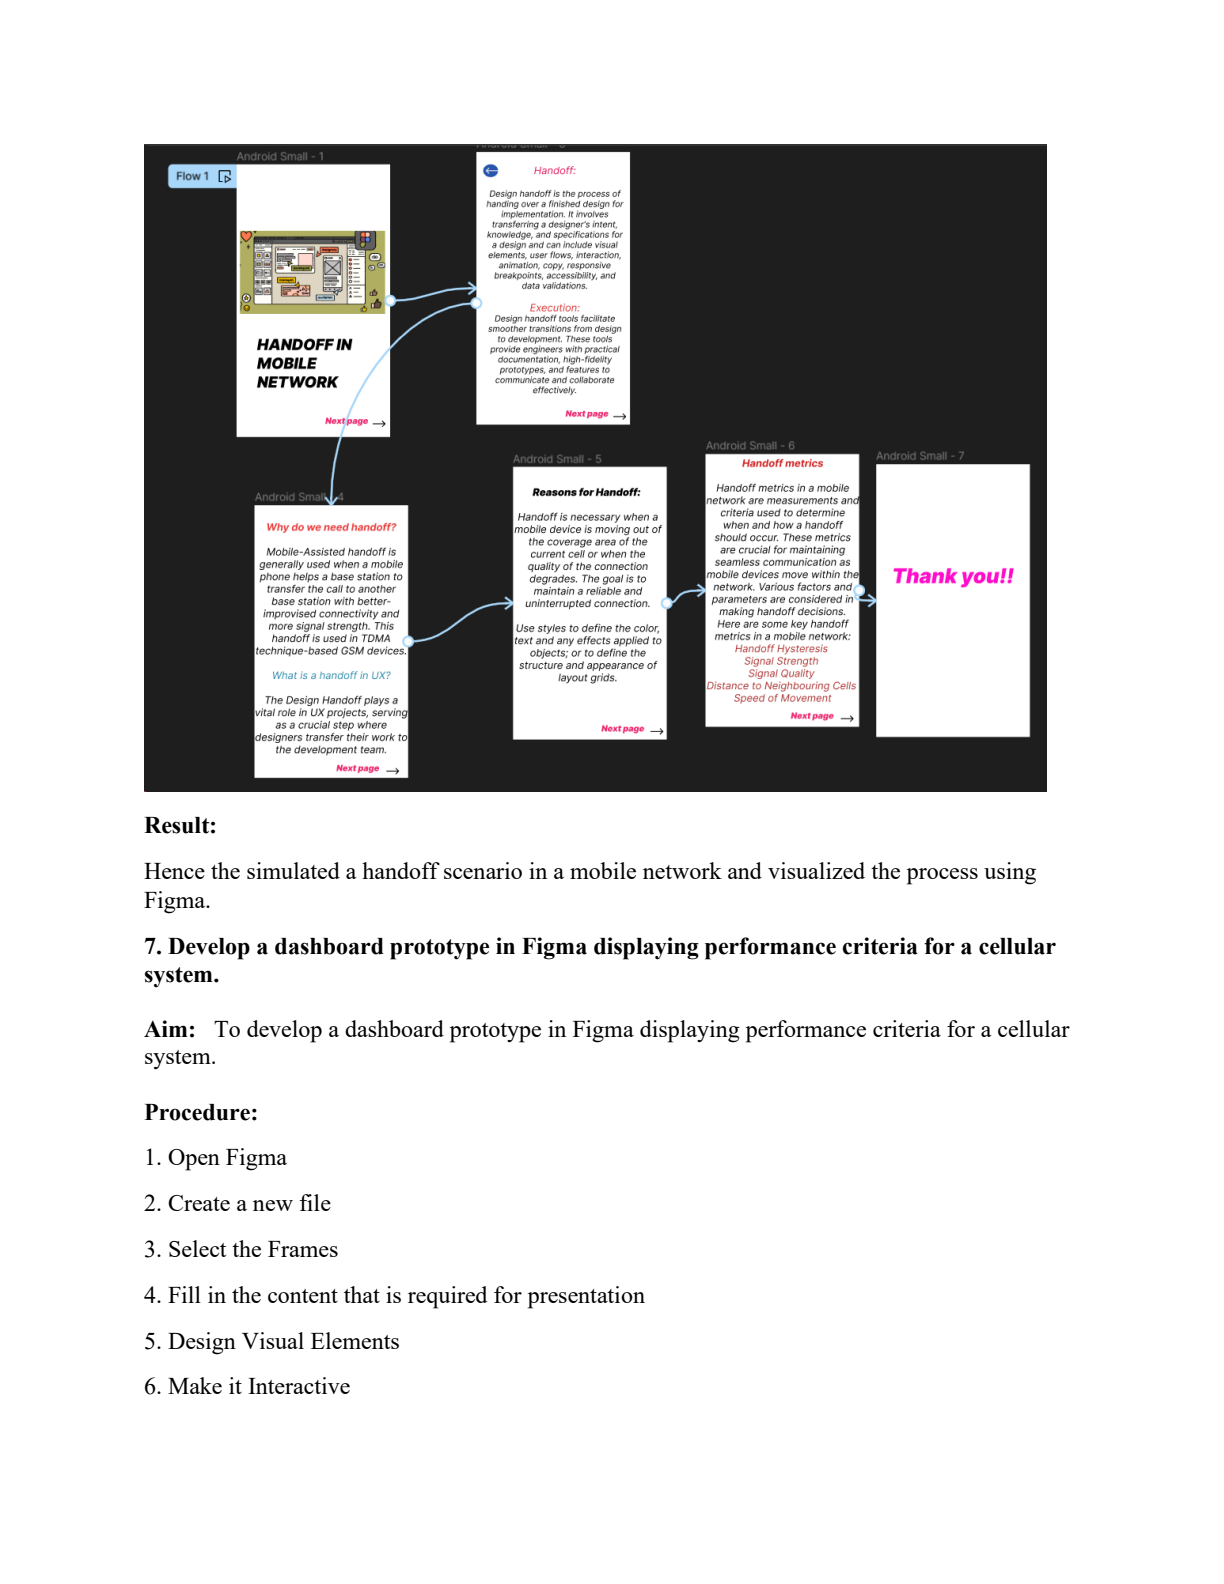 Android Small - 1
Flow 1
HANDOFF IN
MOBILE
NETWORK
Next page
Handoff:
Design handoff is the process of
handing over a finished design for
implementation. It involves
transferring a designer's intent,
knowledge, and specifications for
a design and can include visual
elements, user flows, interaction,
animation, copy, responsive
breakpoints, accessibility, and
data validations.
Execution:
Design handoff tools facilitate
smoother transitions from design
to development. These tools
provide engineers with practical
documentation, high-fidelity
prototypes, and features to
communicate and collaborate
effectively.
Next page
Android Small - 4
Why do we need handoff?
Mobile-Assisted handoff is
generally used when a mobile
phone helps a base station to
transfer the call to another
base station with better-
improvised connectivity and
more signal strength. This
handoff is used in TDMA
technique-based GSM devices.
What is a handoff in UX?
The Design Handoff plays a
vital role in UX projects, serving
as a crucial step where
designers transfer their work to
the development team.
Next page
Android Small - 5
Reasons for Handoff:
Handoff is necessary when a
mobile device is moving out of
the coverage area of the
current cell or when the
quality of the connection
degrades. The goal is to
maintain a reliable and
uninterrupted connection.
Use styles to define the color,
text and any effects applied to
objects; or to define the
structure and appearance of
layout grids.
Next page
Android Small - 6
Handoff metrics
Handoff metrics in a mobile
network are measurements and
criteria used to determine
when and how a handoff
should occur. These metrics
are crucial for maintaining
seamless communication as
mobile devices move within the
network. Various factors and
parameters are considered in
making handoff decisions.
Here are some key handoff
metrics in a mobile network:
Handoff Hysteresis
Signal Strength
Signal Quality
Distance to Neighbouring Cells
Speed of Movement
Next page
Android Small - 7
Thank you!!
Result:
Hence the simulated a handoff scenario in a mobile network and visualized the process using
Figma.
7. Develop a dashboard prototype in Figma displaying performance criteria for a cellular
system.
Aim: To develop a dashboard prototype in Figma displaying performance criteria for a cellular
system.
Procedure:
1. Open Figma
2. Create a new file
3. Select the Frames
4. Fill in the content that is required for presentation
5. Design Visual Elements
6. Make it Interactive